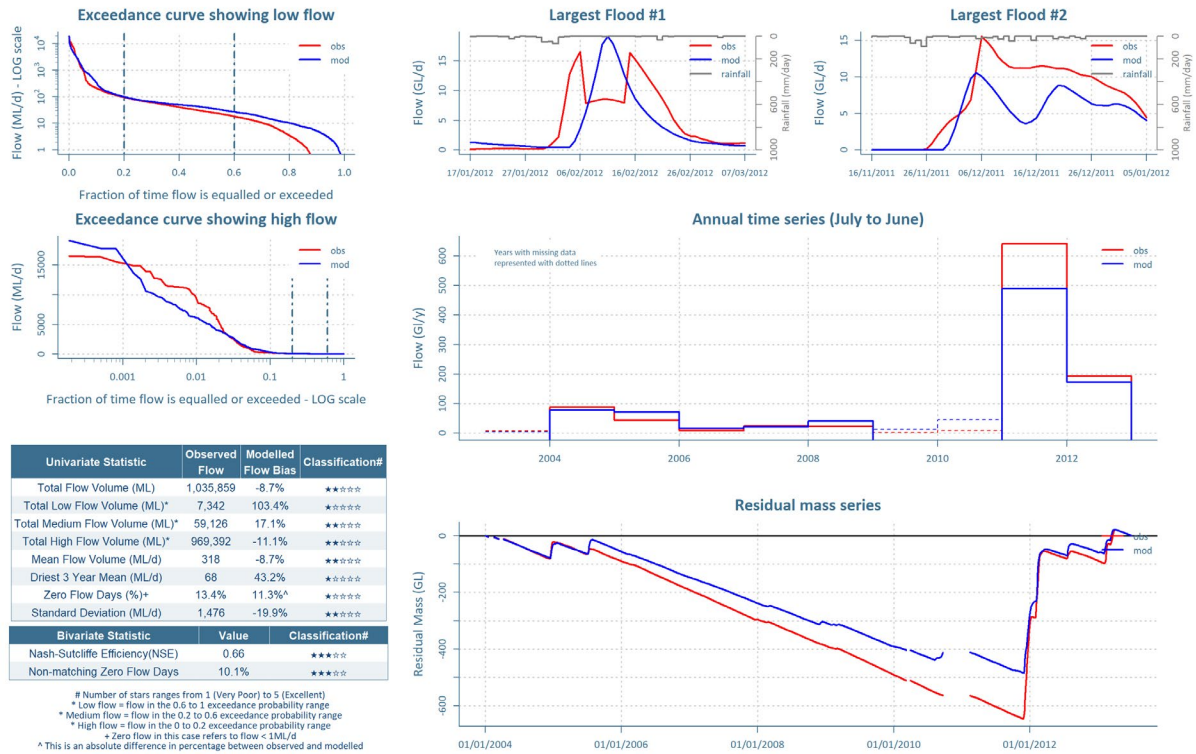 Exceedance curve showing low flow
Flow (ML/d) - LOG scale
10^4
10^3
10^2
10
1
obs
mod
0.0 0.2 0.4 0.6 0.8 1.0
Fraction of time flow is equalled or exceeded
Largest Flood #1
Flow (GL/d)
15
10
5
0
obs
mod
rainfall
0
200
600
1000
Rainfall (mm/day)
17/01/2012 27/01/2012 06/02/2012 16/02/2012 26/02/2012 07/03/2012
Largest Flood #2
Flow (GL/d)
15
10
5
0
obs
mod
rainfall
0
200
600
1000
Rainfall (mm/day)
16/11/2011 26/11/2011 06/12/2011 16/12/2011 26/12/2011 05/01/2012
Exceedance curve showing high flow
Flow (ML/d)
15000
5000
0
obs
mod
0.001 0.01 0.1 1
Fraction of time flow is equalled or exceeded - LOG scale
Annual time series (July to June)
Flow (Gl/y)
600
500
400
300
200
100
0
Years with missing data
represented with dotted lines
obs
mod
2004 2006 2008 2010 2012
Univariate Statistic Observed Flow Modelled Flow Bias Classification#
Total Flow Volume (ML) 1,035,859 -8.7% ★★☆☆☆
Total Low Flow Volume (ML)* 7,342 103.4% ★☆☆☆☆
Total Medium Flow Volume (ML)* 59,126 17.1% ★★☆☆☆
Total High Flow Volume (ML)* 969,392 -11.1% ★★☆☆☆
Mean Flow Volume (ML/d) 318 -8.7% ★★☆☆☆
Driest 3 Year Mean (ML/d) 68 43.2% ★☆☆☆☆
Zero Flow Days (%)+ 13.4% 11.3%^ ★☆☆☆☆
Standard Deviation (ML/d) 1,476 -19.9% ★★☆☆☆
Bivariate Statistic Value Classification#
Nash-Sutcliffe Efficiency(NSE) 0.66 ★★★☆☆
Non-matching Zero Flow Days 10.1% ★★★☆☆
# Number of stars ranges from 1 (Very Poor) to 5 (Excellent)
* Low flow = flow in the 0.6 to 1 exceedance probability range
* Medium flow = flow in the 0.2 to 0.6 exceedance probability range
* High flow = flow in the 0 to 0.2 exceedance probability range
+ Zero flow in this case refers to flow < 1ML/d
^ This is an absolute difference in percentage between observed and modelled
Residual mass series
Residual Mass (GL)
0
-200
-400
-600
obs
mod
01/01/2004 01/01/2006 01/01/2008 01/01/2010 01/01/2012